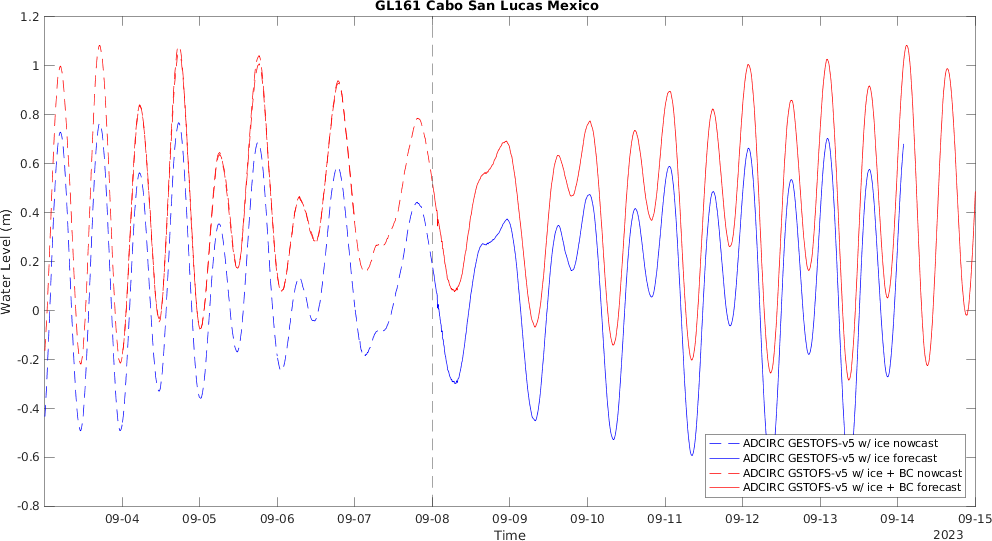 GL161 Cabo San Lucas Mexico
1.2
1
0.8
0.6
0.4
0.2
0
-0.2
-0.4
-0.6
-0.8
Water Level (m)
ADCIRC GESTOFS-v5 w/ ice nowcast
ADCIRC GESTOFS-v5 w/ ice forecast
ADCIRC GSTOFS-v5 w/ ice + BC nowcast
ADCIRC GSTOFS-v5 w/ ice + BC forecast
09-04 09-05 09-06 09-07 09-08 09-09 09-10 09-11 09-12 09-13 09-14 09-15
Time
2023